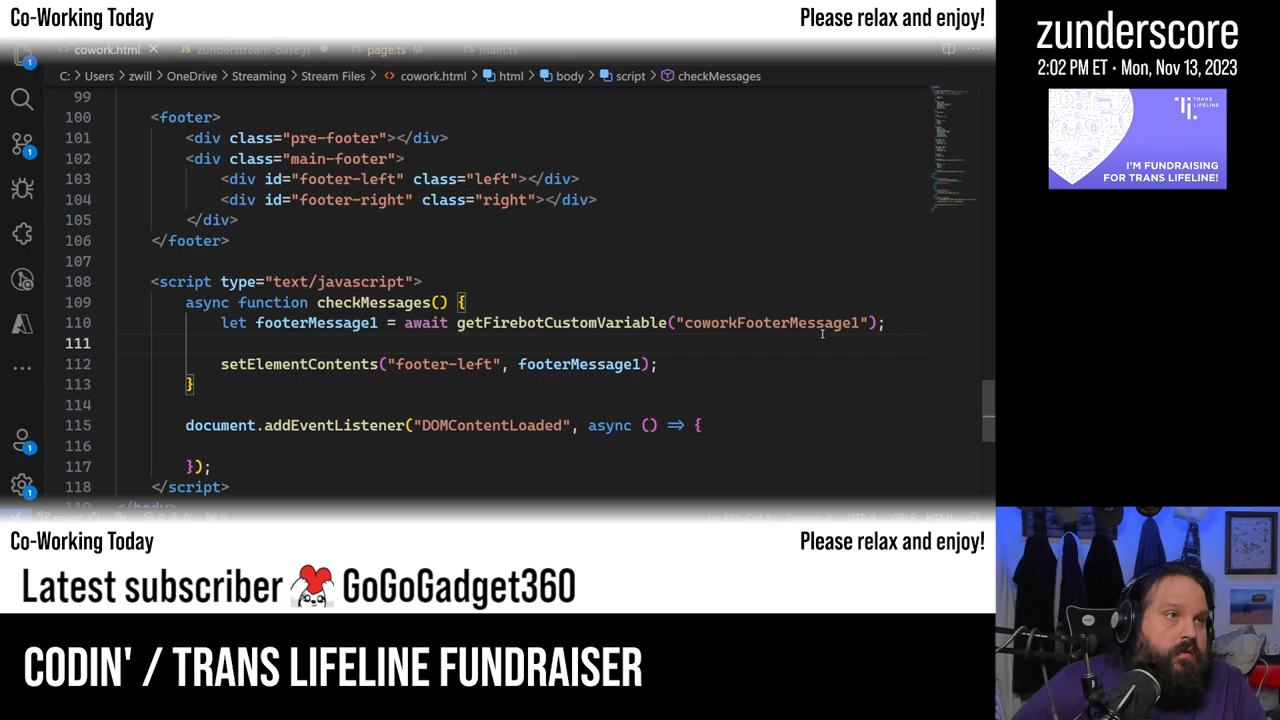 Co-Working Today
Please relax and enjoy!
zunderscore
2:02 PM ET · Mon, Nov 13, 2023
TRANS
LIFELINE
I'M FUNDRAISING
FOR TRANS LIFELINE!
cowork.html
zunderstream-base.js
page.ts M
main.ts
C: > Users > zwill > OneDrive > Streaming > Stream Files > cowork.html > html > body > script > checkMessages
99
100 <footer>
101 <div class="pre-footer"></div>
102 <div class="main-footer">
103 <div id="footer-left" class="left"></div>
104 <div id="footer-right" class="right"></div>
105 </div>
106 </footer>
107
108 <script type="text/javascript">
109 async function checkMessages() {
110 let footerMessage1 = await getFirebotCustomVariable("coworkFooterMessage1");
111
112 setElementContents("footer-left", footerMessage1);
113 }
114
115 document.addEventListener("DOMContentLoaded", async () => {
116
117 });
118 </script>
Co-Working Today
Please relax and enjoy!
Latest subscriber GoGoGadget360
CODIN' / TRANS LIFELINE FUNDRAISER